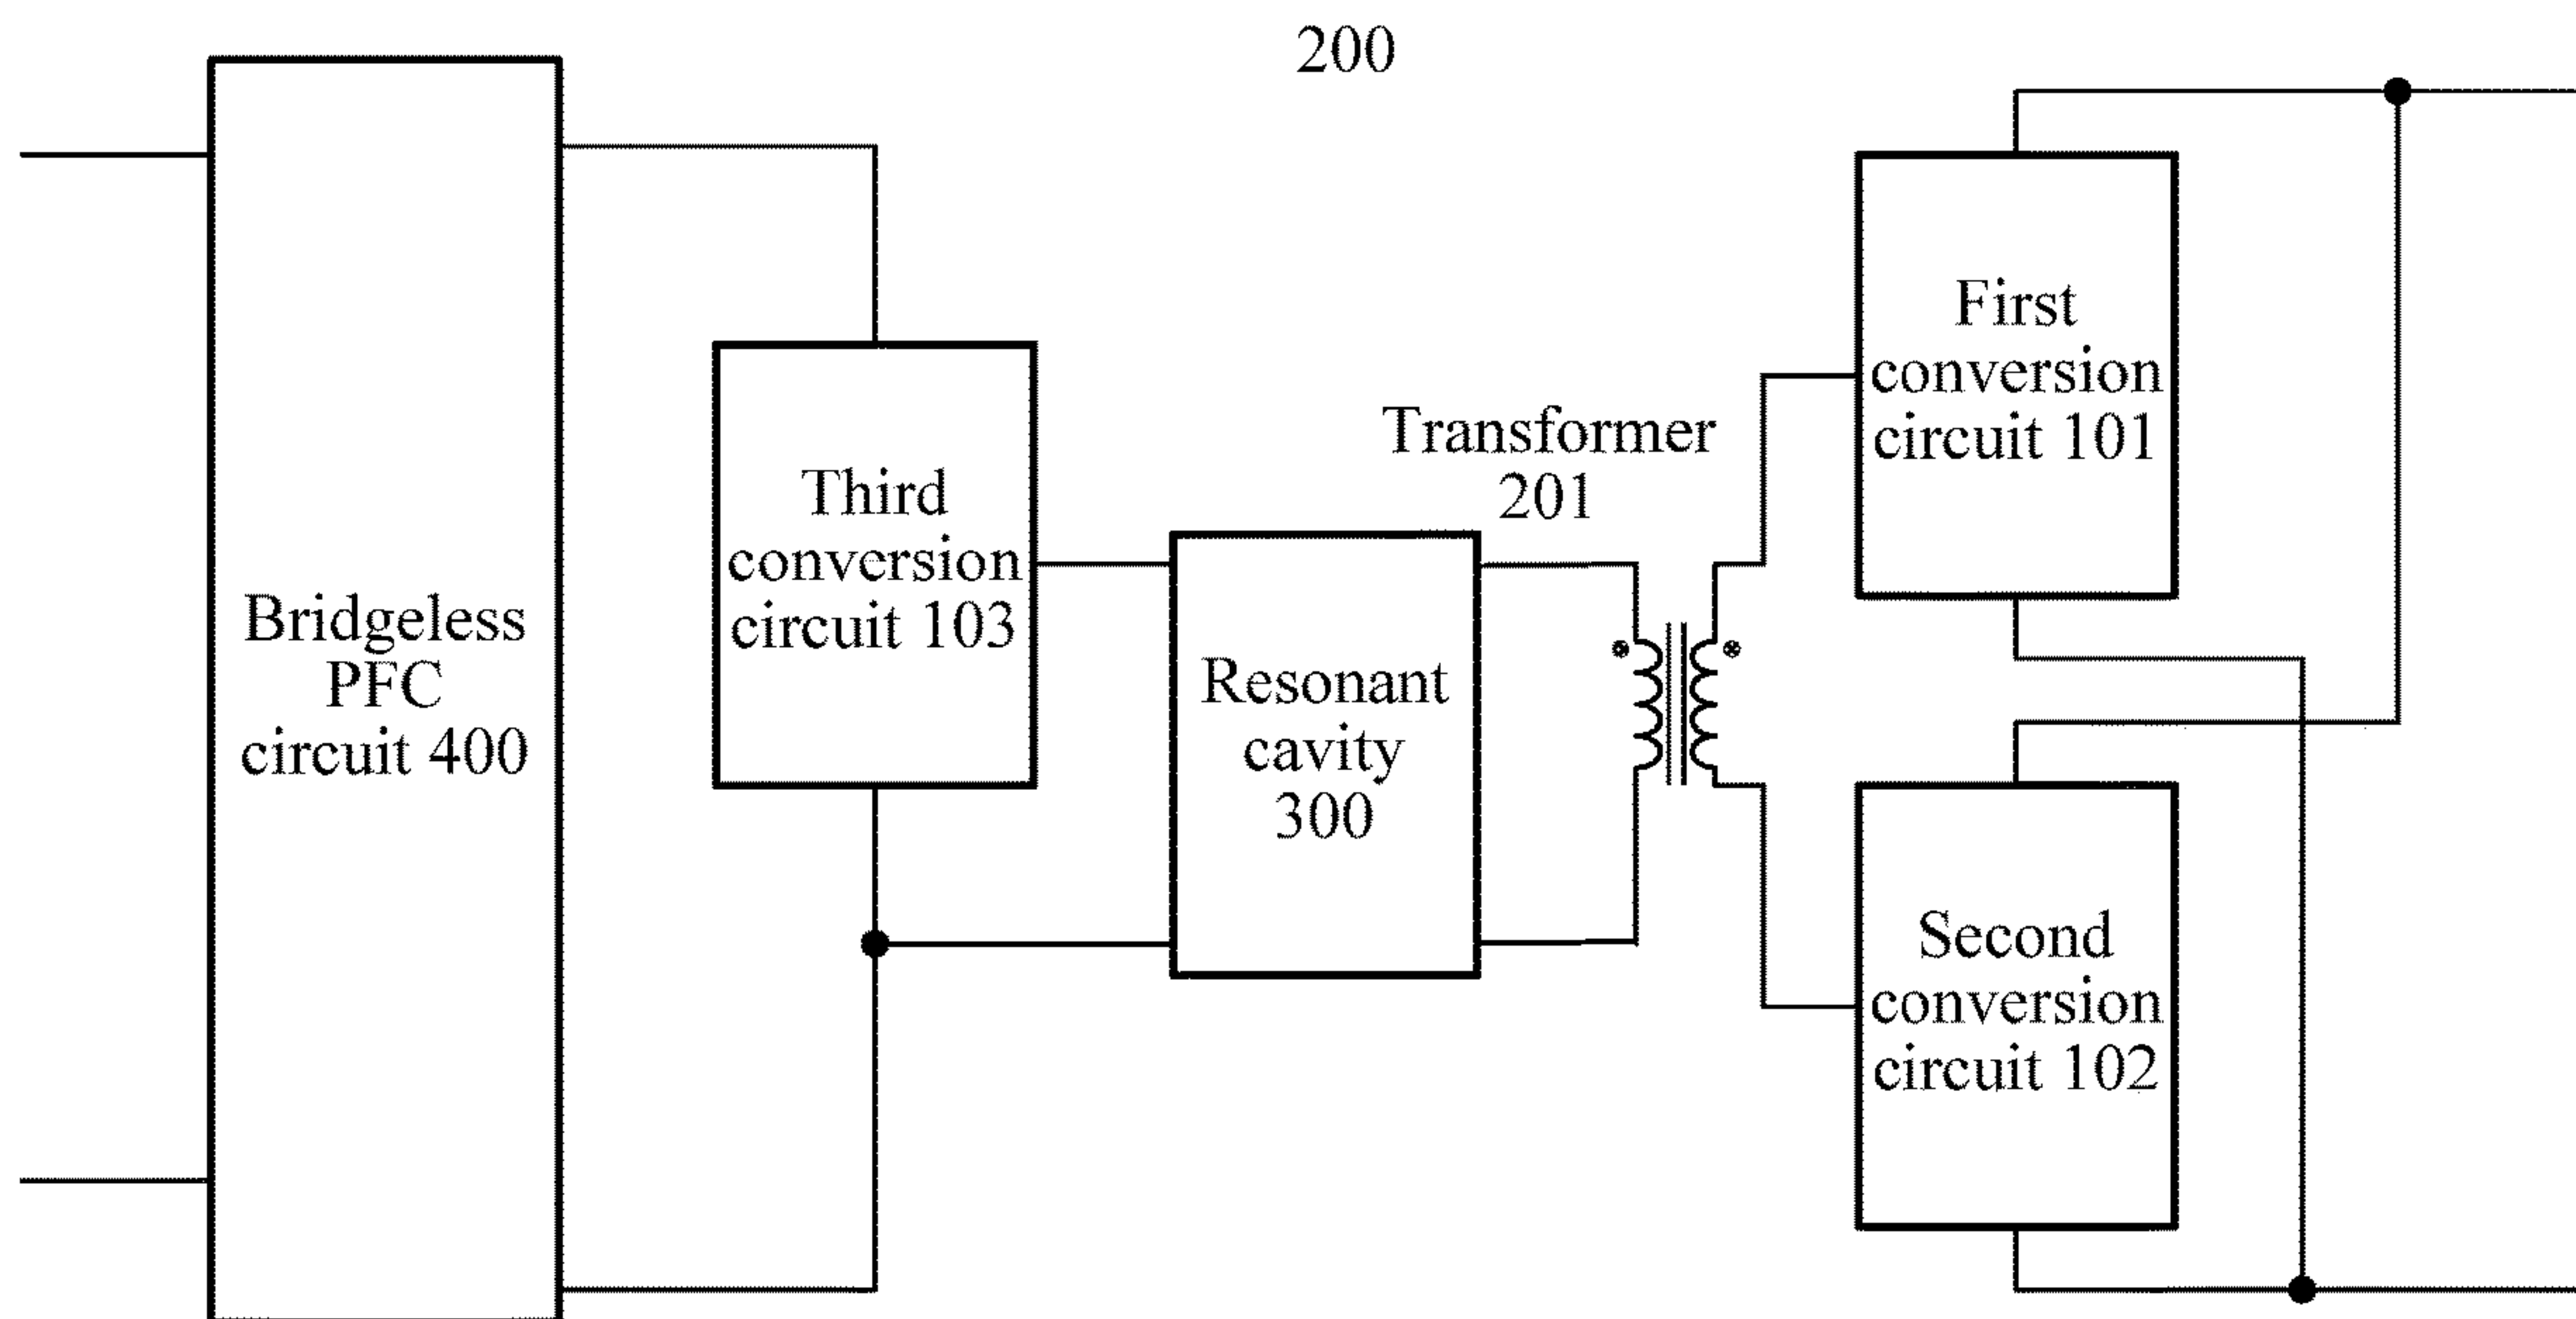 200
Bridgeless
PFC
circuit 400
Third
conversion
circuit 103
Resonant
cavity
300
Transformer
201
First
conversion
circuit 101
Second
conversion
circuit 102